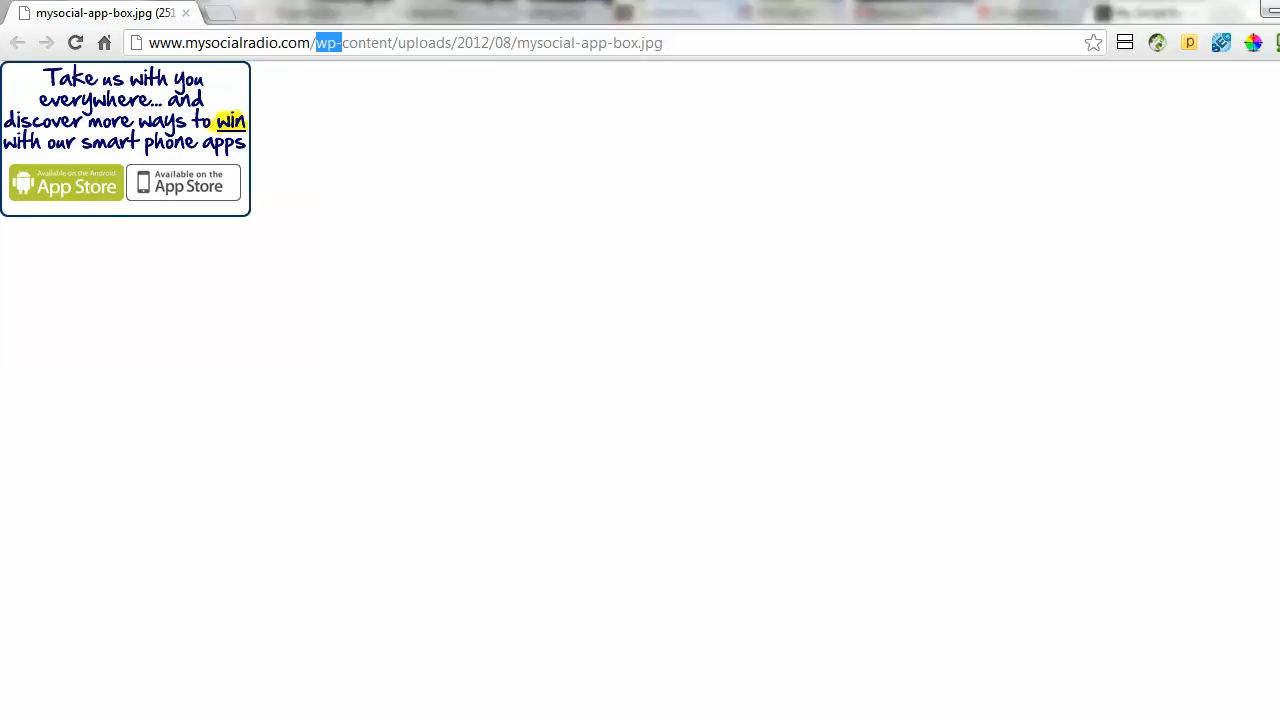 mysocial-app-box.jpg (251
www.mysocialradio.com/wp-content/uploads/2012/08/mysocial-app-box.jpg
p
Take us with you
everywhere... and
discover more ways to win
with our smart phone apps
Available on the Android
App Store
Available on the
App Store